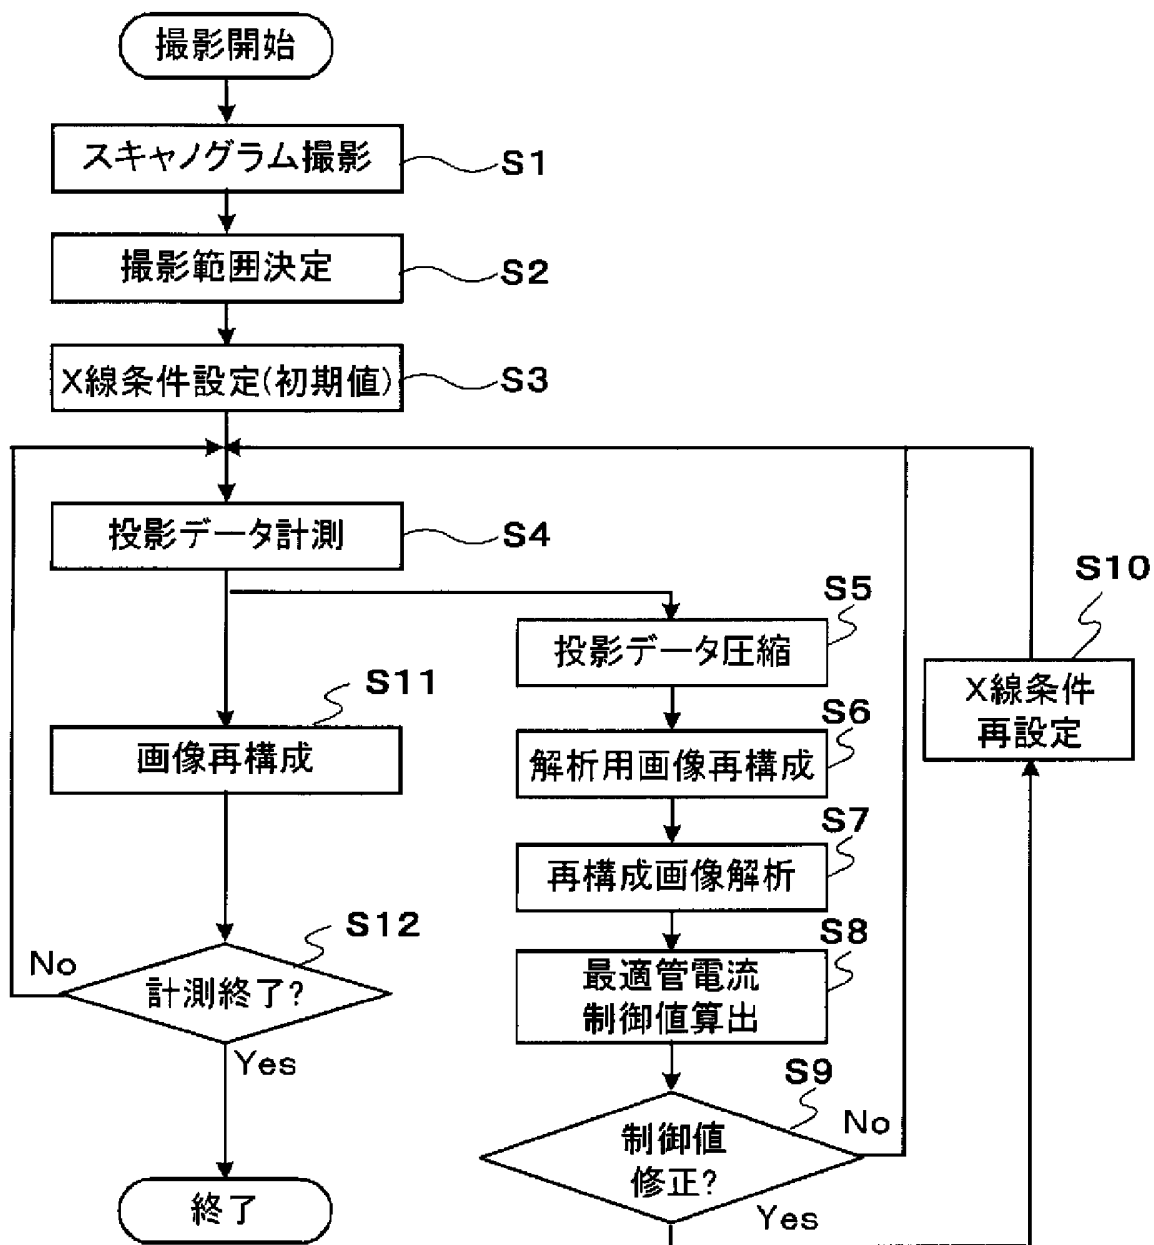 撮影開始
スキャノグラム撮影
S1
撮影範囲決定
S2
X線条件設定(初期値)
S3
投影データ計測
S4
S5
投影データ圧縮
S6
解析用画像再構成
S7
再構成画像解析
S8
最適管電流
制御値算出
S9
制御値
修正?
No
Yes
S10
X線条件
再設定
S11
画像再構成
S12
計測終了?
No
Yes
終了